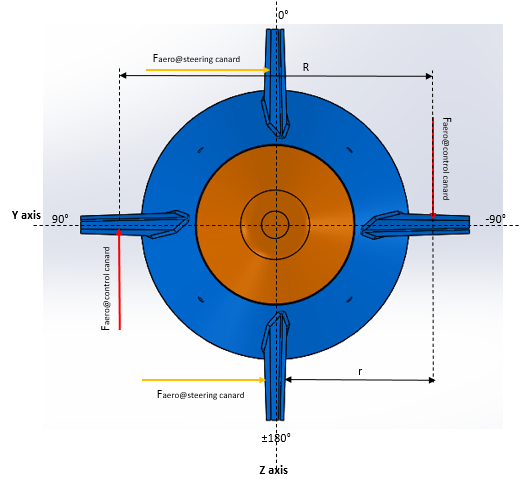 0°
Faero@steering canard
R
Faero@control canard
Y axis
90°
-90°
Faero@control canard
r
Faero@steering canard
±180°
Z axis